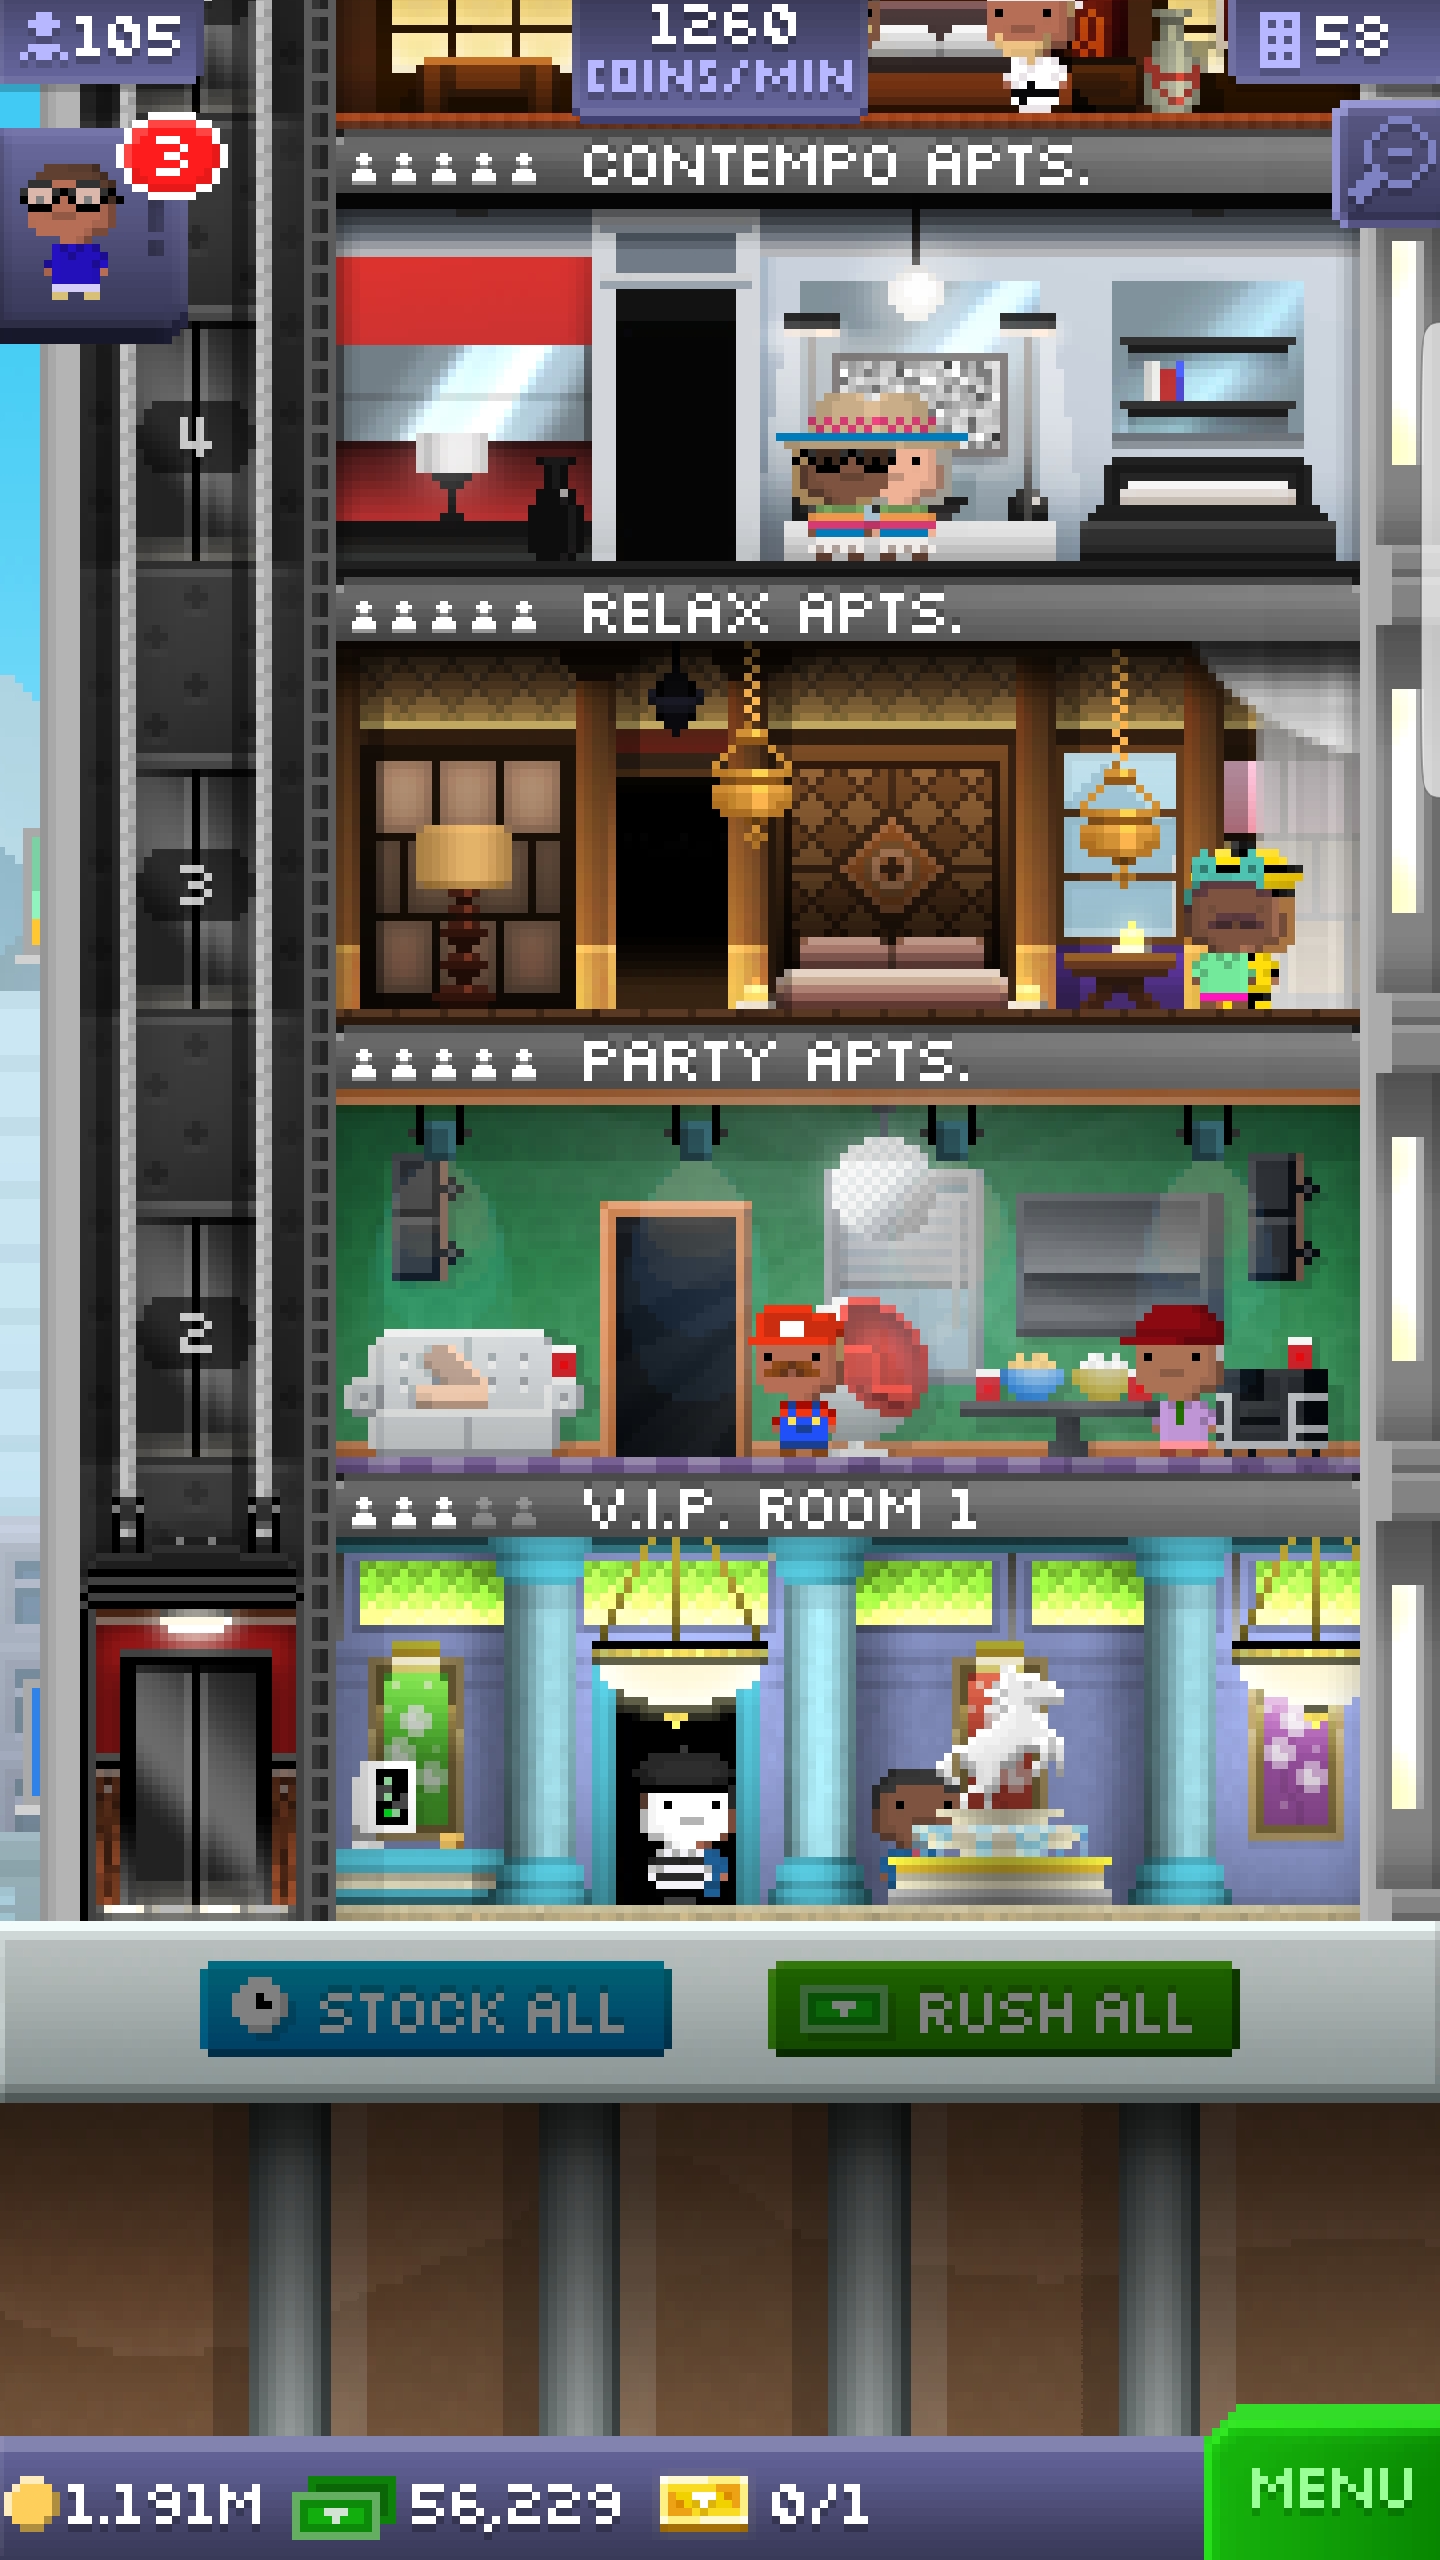 105
1260
COINS/MIN
58
3
CONTEMPO APTS.
4
RELAX APTS.
3
PARTY APTS.
2
V.I.P. ROOM 1
STOCK ALL
RUSH ALL
1.191M
56,229
0/1
MENU